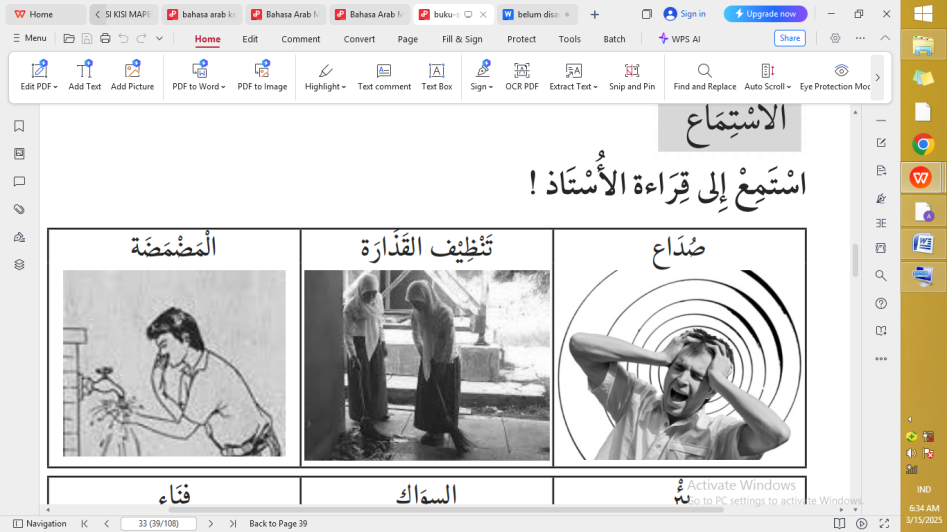 Home
SI KISI MAPE
bahasa arab ks
Bahasa Arab M
Bahasa Arab M
buku-s
belum disa
Sign in
Upgrade now
Menu
Home
Edit
Comment
Convert
Page
Fill & Sign
Protect
Tools
Batch
WPS AI
Share
Edit PDF
Add Text
Add Picture
PDF to Word
PDF to Image
Highlight
Text comment
Text Box
Sign
OCR PDF
Extract Text
Snip and Pin
Find and Replace
Auto Scroll
Eye Protection Mod
الاسْتِمَاع
اسْتَمِعْ إِلى قِرَاءة الأُسْتَاذ !
صُدَاع
تَنْظِيْف القَذَارَة
الْمَضْمَضَة
بِئْر
السِوَاك
فِنَاء
Activate Windows
Go to PC settings to activate Windows.
Navigation
33 (39/108)
Back to Page 39
IND
6:34 AM
3/15/2025